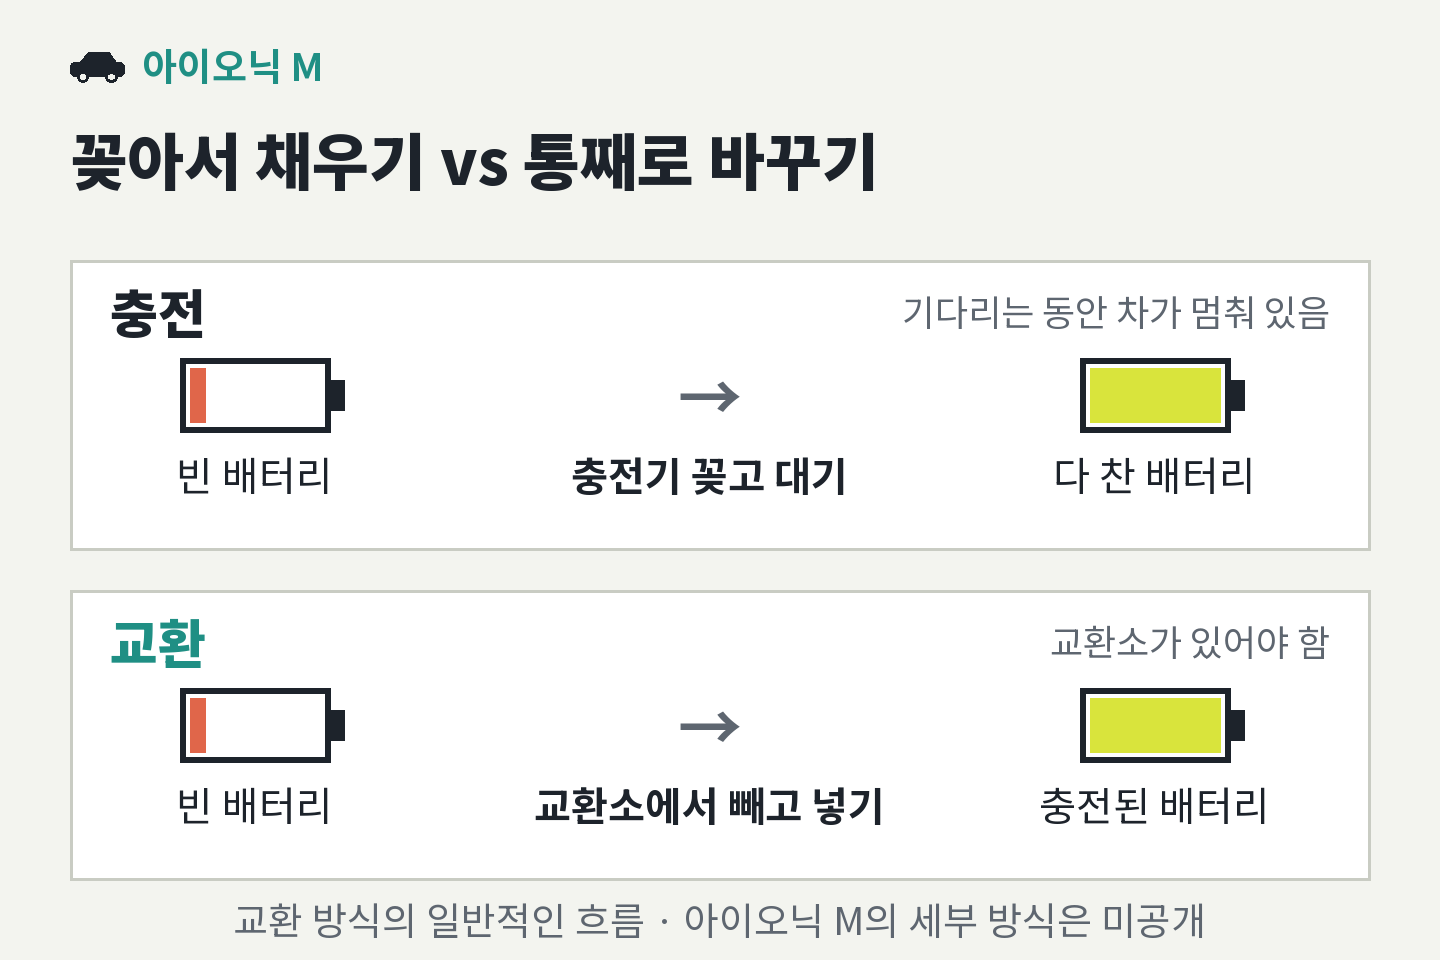 아이오닉 M
꽂아서 채우기 vs 통째로 바꾸기
충전
기다리는 동안 차가 멈춰 있음
→
빈 배터리
충전기 꽂고 대기
다 찬 배터리
교환
교환소가 있어야 함
→
빈 배터리
교환소에서 빼고 넣기
충전된 배터리
교환 방식의 일반적인 흐름 · 아이오닉 M의 세부 방식은 미공개